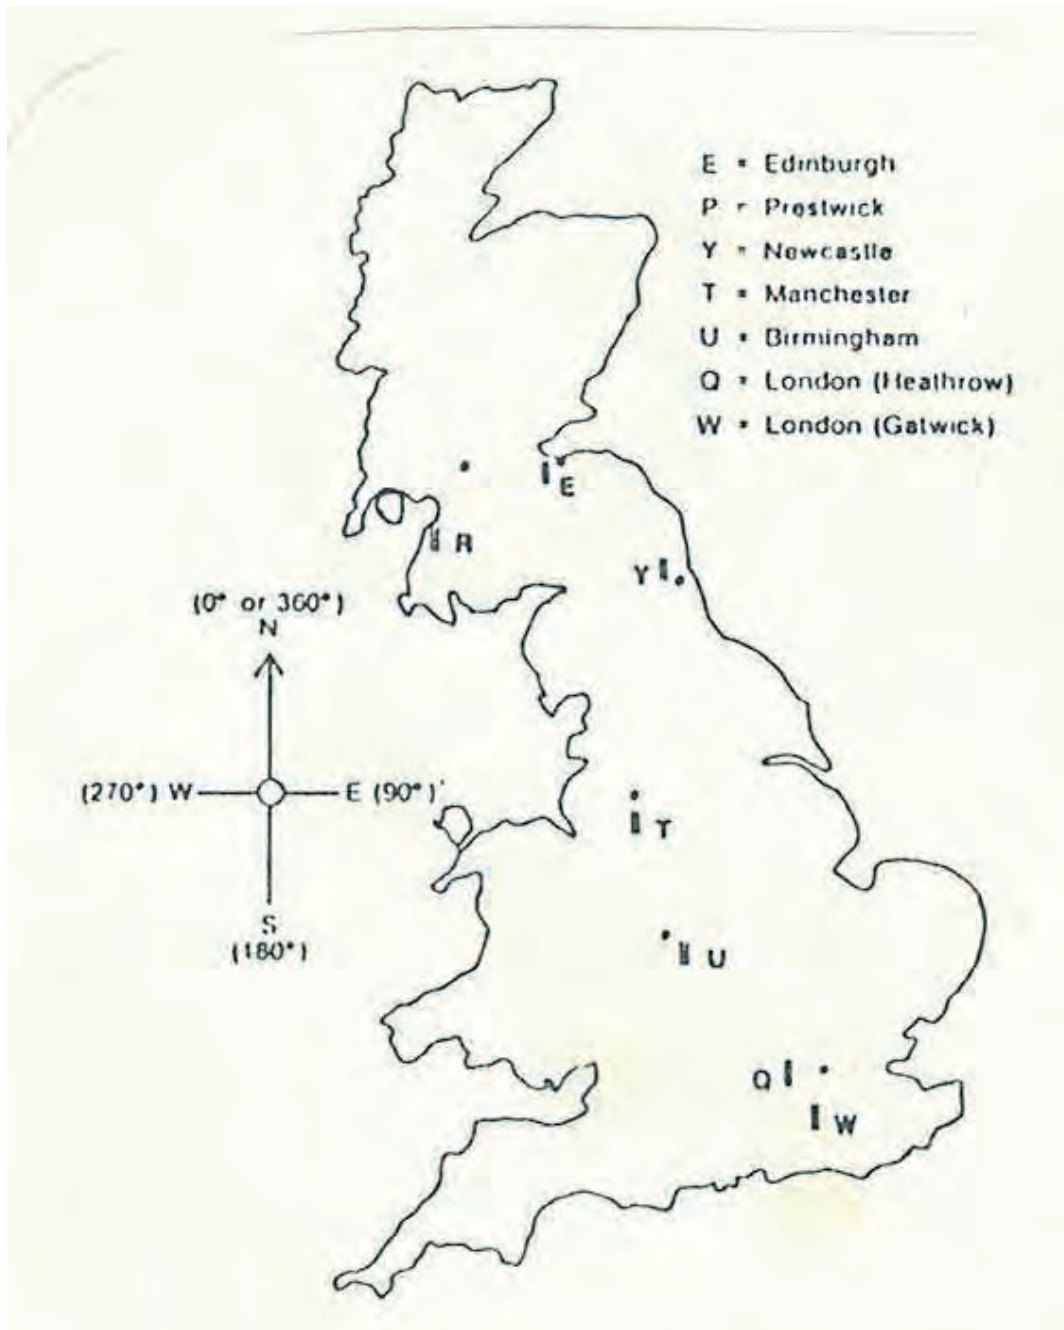 E = Edinburgh
P = Prestwick
Y = Newcastle
T = Manchester
U = Birmingham
Q = London (Heathrow)
W = London (Gatwick)
E
R
Y
(0° or 360°)
N
(270°) W
E (90°)
T
S
(180°)
U
Q
W